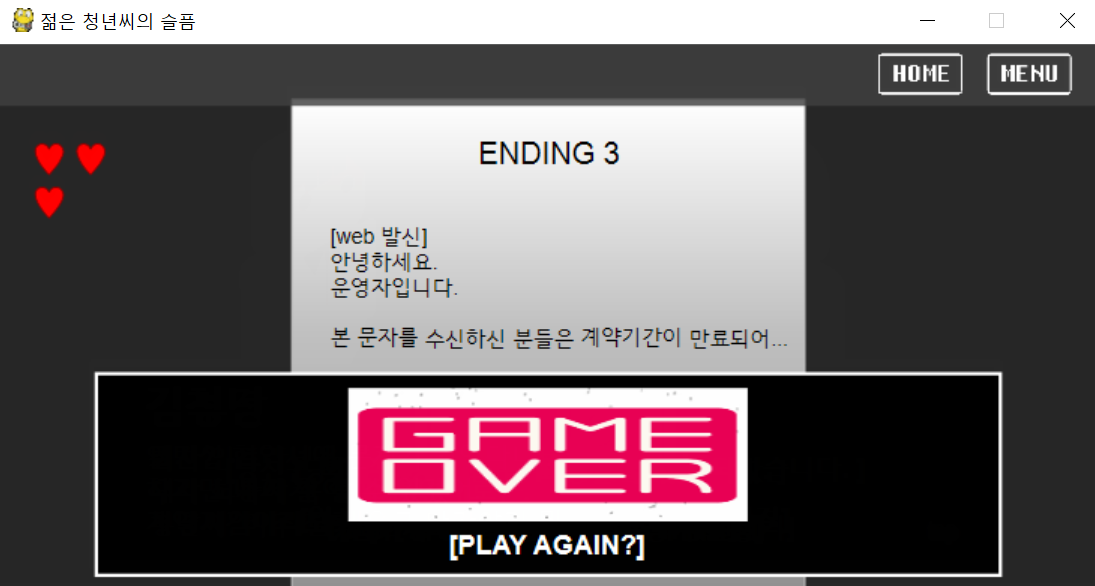 젊은 청년씨의 슬픔
HOME MENU
ENDING 3
[web 발신]
안녕하세요.
운영자입니다.
본 문자를 수신하신 분들은 계약기간이 만료되어...
GAME
OVER
[PLAY AGAIN?]